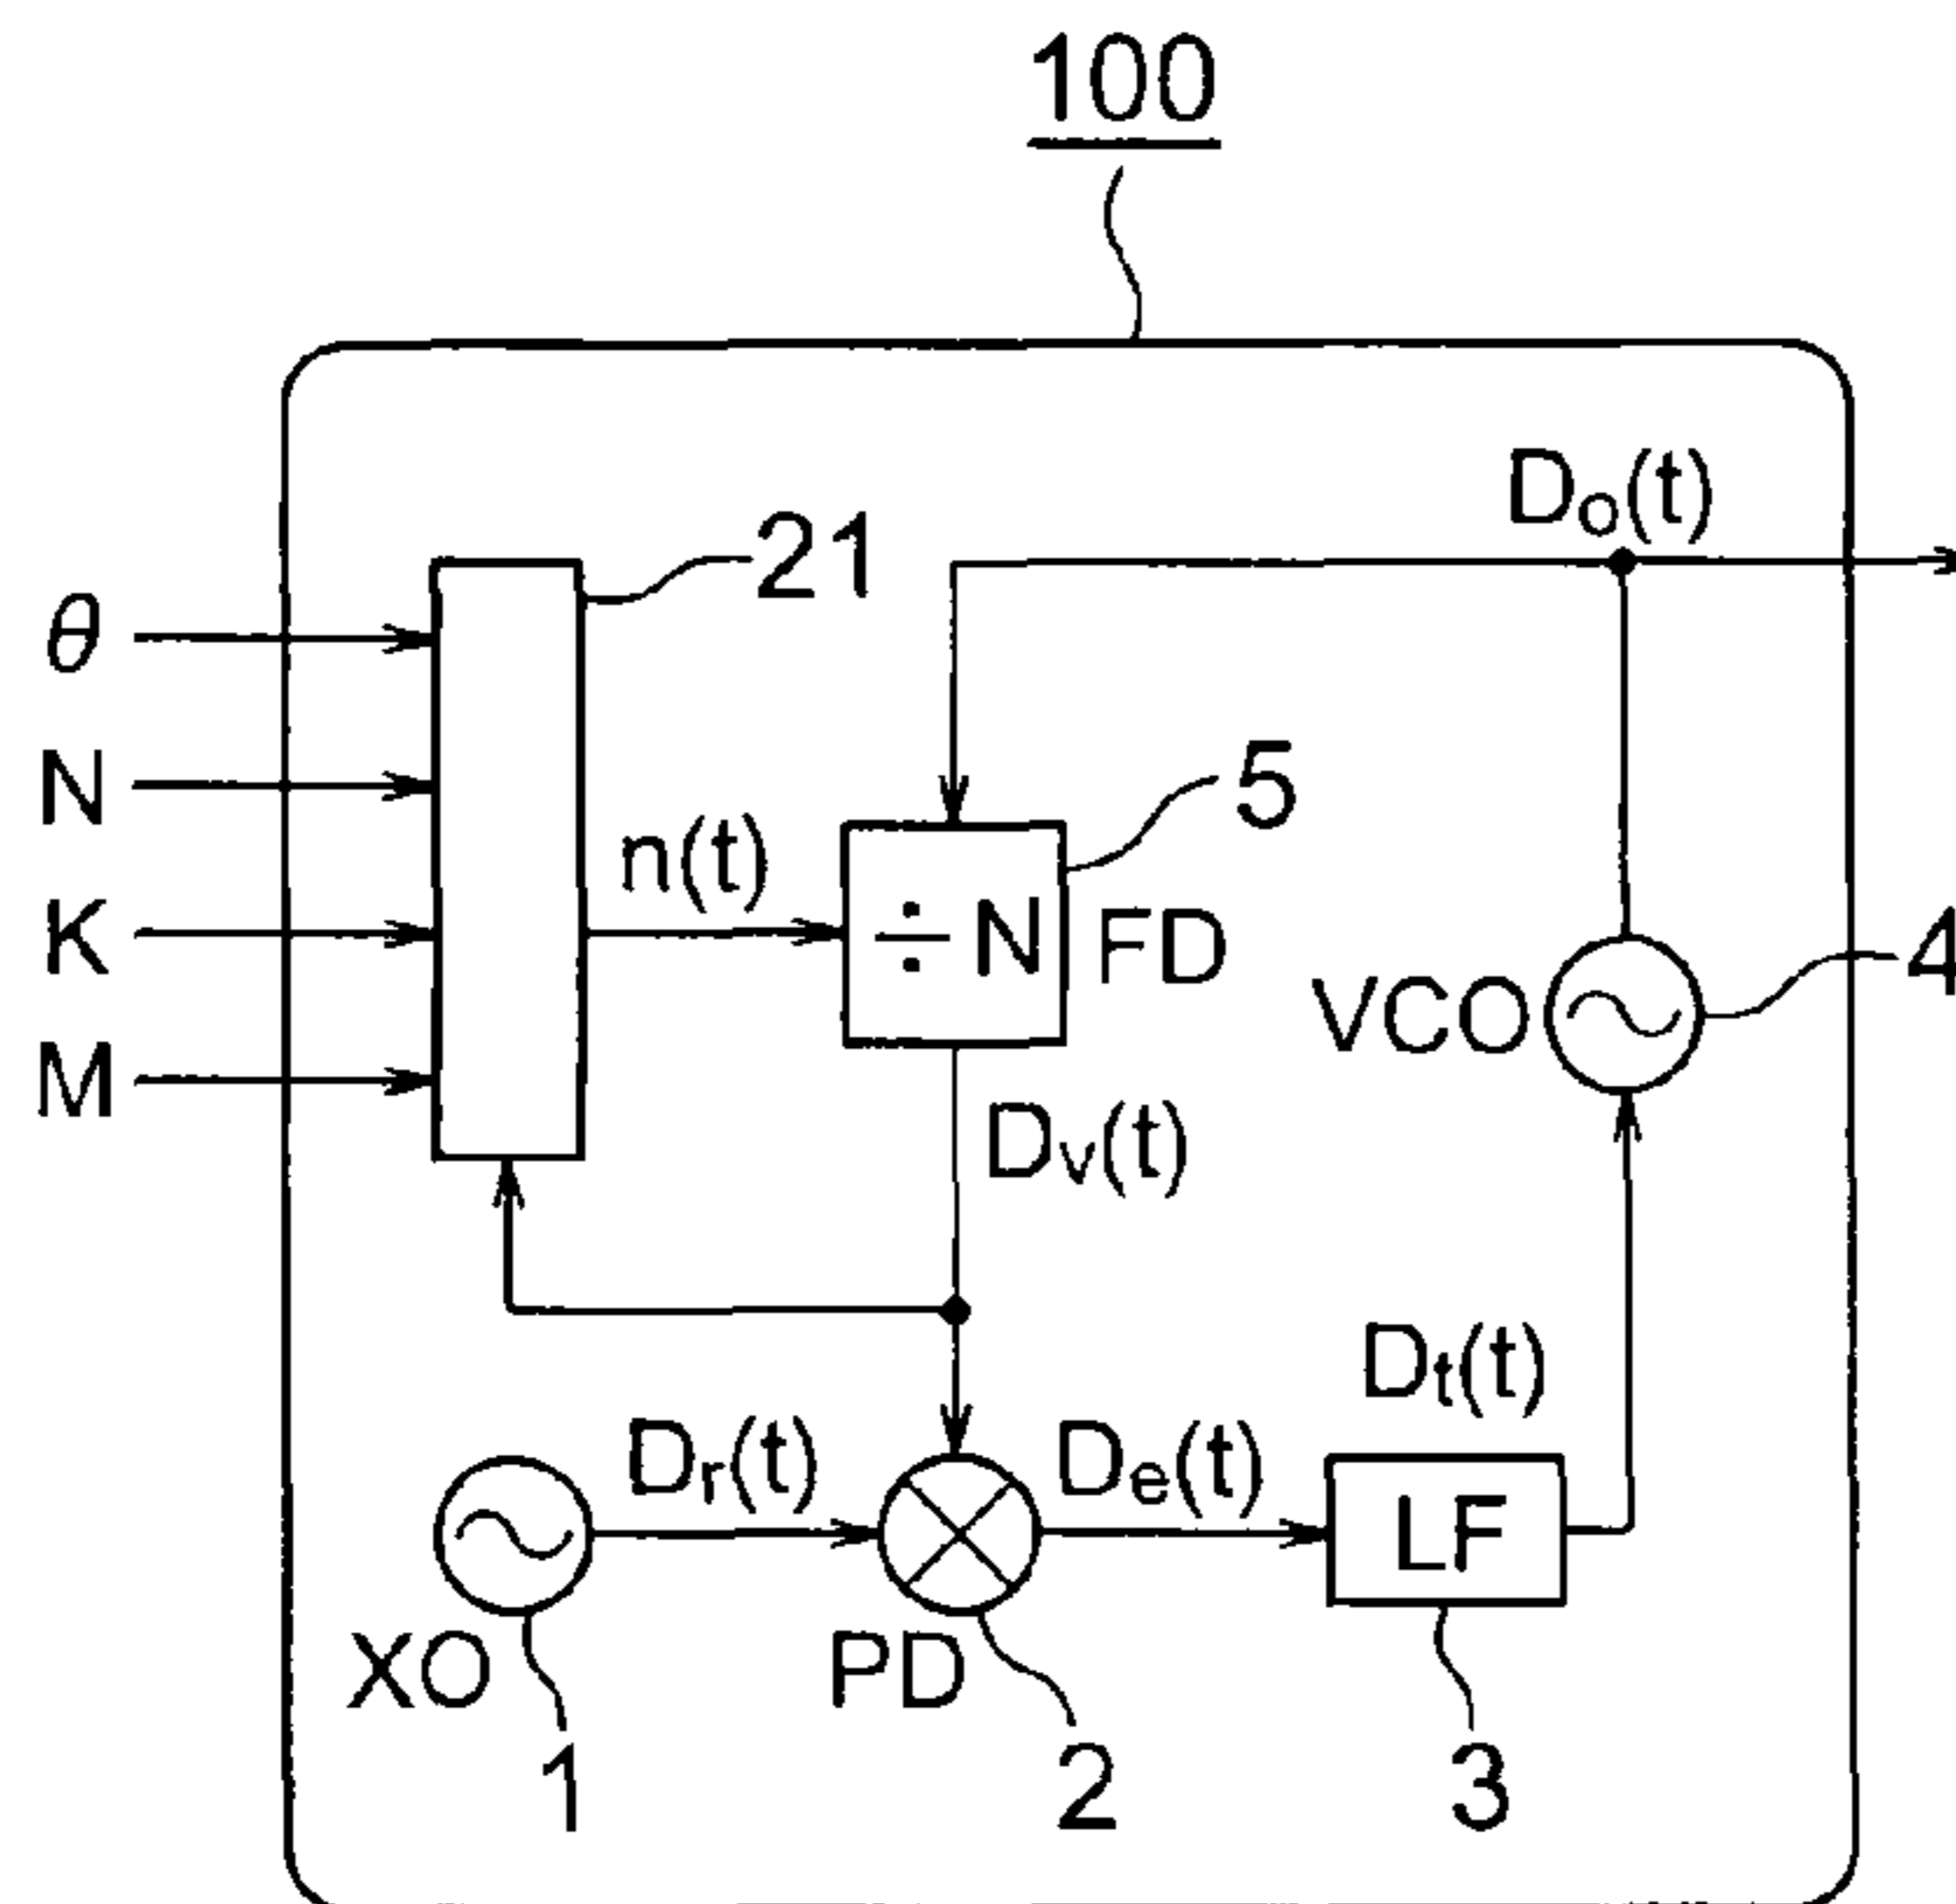 100
Do(t)
21
θ
N
5
n(t)
÷N
FD
K
4
VCO
M
Dv(t)
Dt(t)
Dr(t)
De(t)
LF
XO
PD
1
2
3